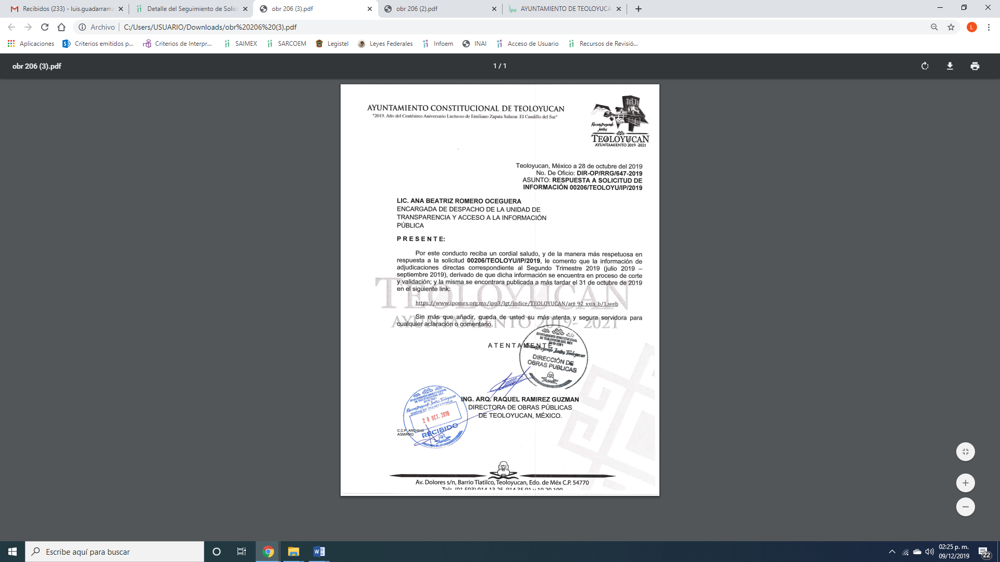 Recibidos (233) - luis.guadarrama
Detalle del Seguimiento de Solici
obr 206 (3).pdf
obr 206 (2).pdf
AYUNTAMIENTO DE TEOLOYUCA
Archivo
C:/Users/USUARIO/Downloads/obr%20206%20(3).pdf
L
Aplicaciones
Criterios emitidos p...
Criterios de Interpr...
SAIMEX
SARCOEM
Legistel
Leyes Federales
Infoem
INAI
Acceso de Usuario
Recursos de Revisió...
obr 206 (3).pdf
1 / 1
AYUNTAMIENTO CONSTITUCIONAL DE TEOLOYUCAN
"2019. Año del Centésimo Aniversario Luctuoso de Emiliano Zapata Salazar. El Caudillo del Sur"
Reconstruyendo
Juntos
TEOLOYUCAN
AYUNTAMIENTO 2019 -2021
Teoloyucan, México a 28 de octubre del 2019
No. De Oficio: DIR-OP/RRG/647-2019
ASUNTO: RESPUESTA A SOLICITUD DE
INFORMACIÓN 00206/TEOLOYU/IP/2019
LIC. ANA BEATRIZ ROMERO OCEGUERA
ENCARGADA DE DESPACHO DE LA UNIDAD DE
TRANSPARENCIA Y ACCESO A LA INFORMACIÓN
PÚBLICA
P R E S E N T E:
Por este conducto reciba un cordial saludo, y de la manera más respetuosa en
respuesta a la solicitud 00206/TEOLOYU/IP/2019, le comento que la información de
adjudicaciones directas correspondiente al Segundo Trimestre 2019 (julio 2019 –
septiembre 2019), derivado de que dicha información se encuentra en proceso de corte
y validación; y la misma se encontrara publicada a más tardar el 31 de octubre de 2019
en el siguiente link:
TEOLOYUCAN
https://www.ipomex.org.mx/ipo3/lgt/indice/TEOLOYUCAN/art_92_xxix_b/1.web
Sin más que añadir, queda de usted su más atenta y segura servidora para
cualquier aclaración o comentario.
AYUNTAMIENTO 2019- 2021
A T E N T A M E N T E
AYUNTAMIENTO CONSTITUCIONAL
DE TEOLOYUCAN EDO. MEX
2019-2021
Reconstruyendo Juntos Teoloyucan
DIRECCIÓN DE
OBRAS PUBLICAS
ING. ARQ. RAQUEL RAMIREZ GUZMAN
DIRECTORA DE OBRAS PÚBLICAS
DE TEOLOYUCAN, MÉXICO.
AYUNTAMIENTO CONSTITUCIONAL
DE TEOLOYUCAN EDO. MEX
2019-2021
Reconstruyendo Juntos Teoloyucan
UNIDAD DE TRANSPARENCIA
28 OCT. 2019
RECIBIDO
C.C.P. ARCHIVO
AGM/RRG
Av. Dolores s/n, Barrio Tlatilco, Teoloyucan, Edo. de Méx C.P. 54770
Tels. (01 593) 914 13 25, 914 35 91 y 10 20 100
Escribe aquí para buscar
02:25 p. m.
09/12/2019
22